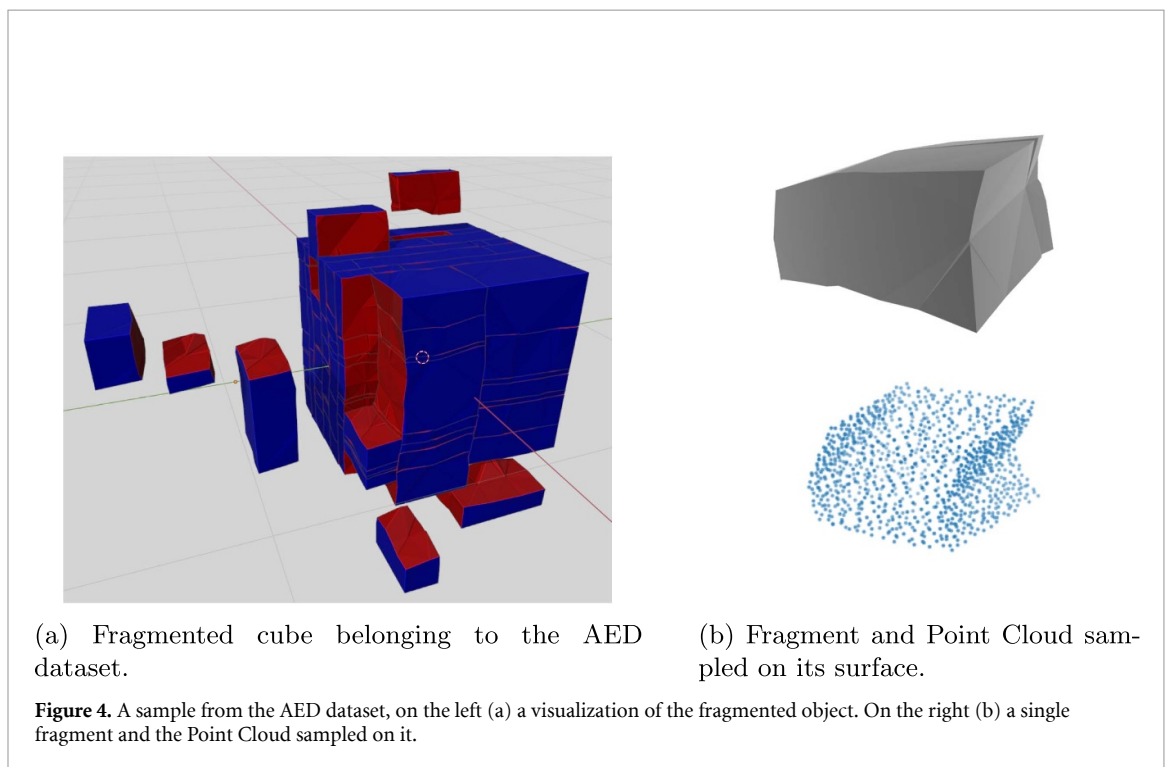 (a) Fragmented cube belonging to the AED
dataset.
(b) Fragment and Point Cloud sam-
pled on its surface.
Figure 4. A sample from the AED dataset, on the left (a) a visualization of the fragmented object. On the right (b) a single
fragment and the Point Cloud sampled on it.